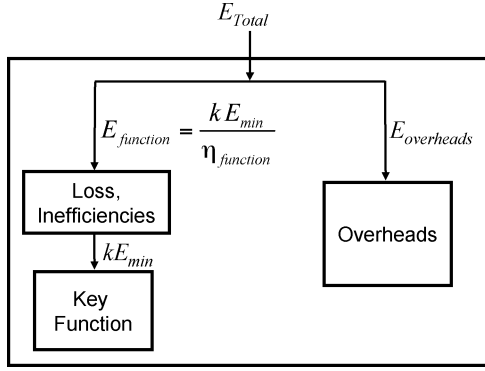 E_Total
E_function = kE_min / η_function
E_overheads
Loss,
Inefficiencies
Overheads
kE_min
Key
Function